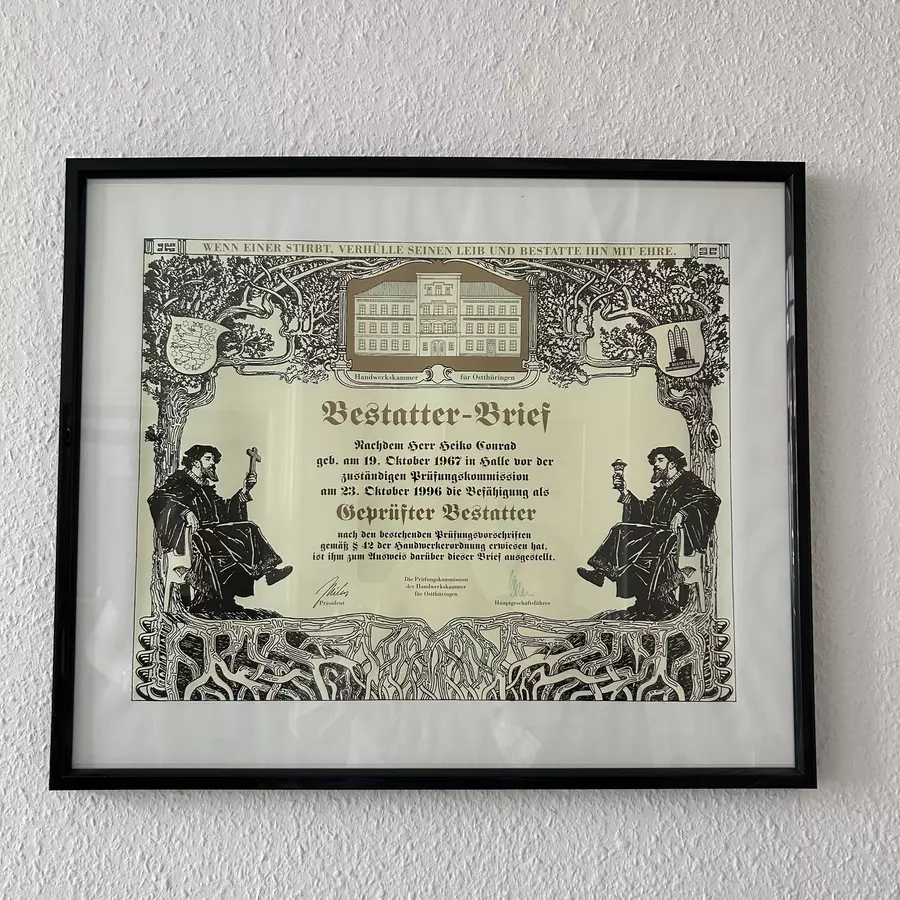 WENN EINER STIRBT, VERHÜLLE SEINEN LEIB UND BESTATTE IHN MIT EHRE.
Handwerkskammer für Ostthüringen
Bestatter-Brief
Nachdem Herr Heiko Conrad
geb. am 19. Oktober 1967 in Halle vor der
zuständigen Prüfungskommission
am 23. Oktober 1996 die Befähigung als
Geprüfter Bestatter
nach den bestehenden Prüfungsvorschriften
gemäß § 42 der Handwerkerordnung erwiesen hat,
ist ihm zum Ausweis darüber dieser Brief ausgestellt.
Die Prüfungskommission
der Handwerkskammer
für Ostthüringen
Präsident
Hauptgeschäftsführer